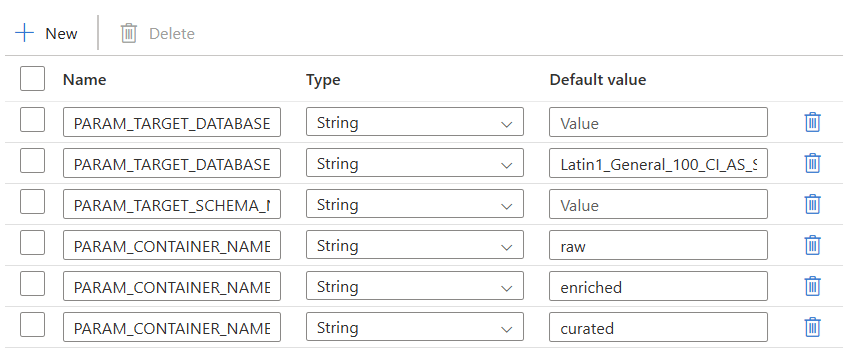 New Delete
Name Type Default value
PARAM_TARGET_DATABASE String Value
PARAM_TARGET_DATABASE String Latin1_General_100_CI_AS_S
PARAM_TARGET_SCHEMA_N String Value
PARAM_CONTAINER_NAME String raw
PARAM_CONTAINER_NAME String enriched
PARAM_CONTAINER_NAME String curated